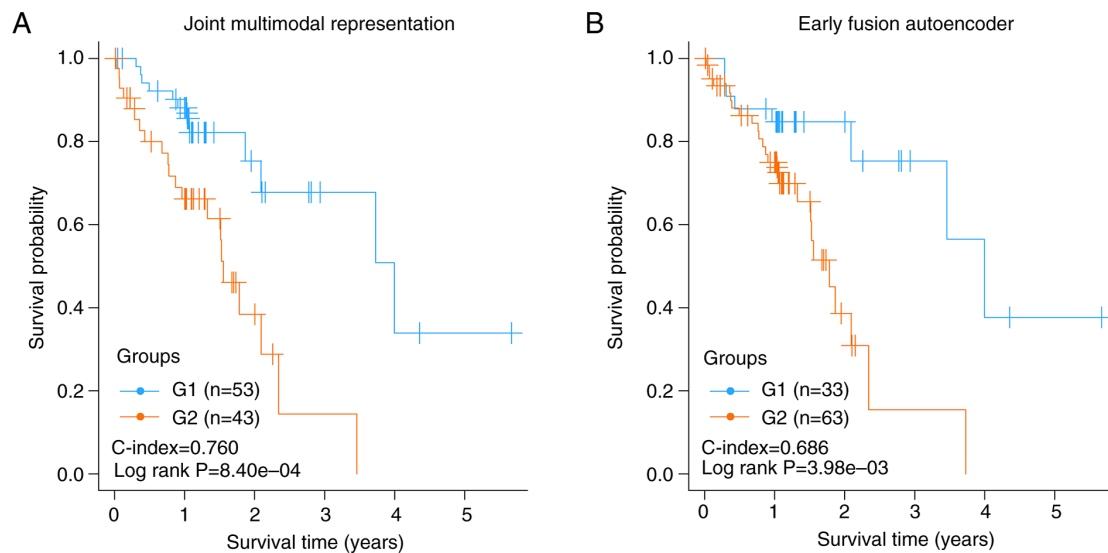 A
Joint multimodal representation
1.0
0.8
0.6
0.4
0.2
0.0
Survival probability
Groups
G1 (n=53)
G2 (n=43)
C-index=0.760
Log rank P=8.40e–04
0 1 2 3 4 5
Survival time (years)
B
Early fusion autoencoder
1.0
0.8
0.6
0.4
0.2
0.0
Survival probability
Groups
G1 (n=33)
G2 (n=63)
C-index=0.686
Log rank P=3.98e–03
0 1 2 3 4 5
Survival time (years)